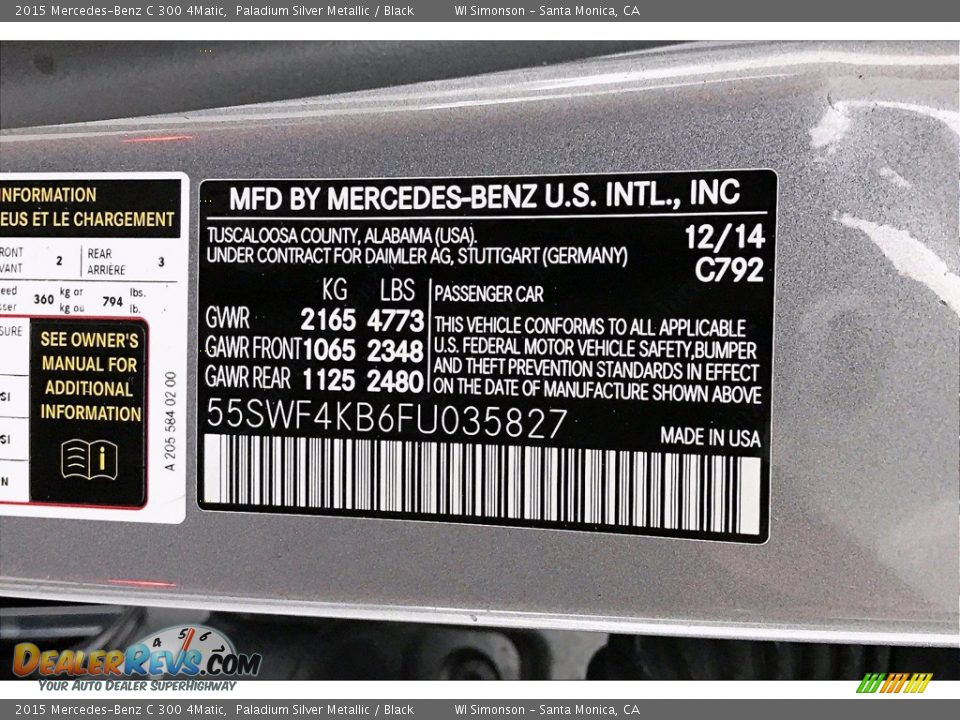 2015 Mercedes-Benz C 300 4Matic, Paladium Silver Metallic / Black WI Simonson - Santa Monica, CA
INFORMATION
EUS ET LE CHARGEMENT
RONT
VANT
2
REAR
ARRIÈRE
3
360
kg or
kg ou
794
lbs.
lb.
SURE
SEE OWNER'S
MANUAL FOR
ADDITIONAL
INFORMATION
i
A 205 584 02 00
MFD BY MERCEDES-BENZ U.S. INTL., INC
TUSCALOOSA COUNTY, ALABAMA (USA).
UNDER CONTRACT FOR DAIMLER AG, STUTTGART (GERMANY)
12/14
C792
KG LBS
GVWR 2165 4773
GAWR FRONT 1065 2348
GAWR REAR 1125 2480
PASSENGER CAR
THIS VEHICLE CONFORMS TO ALL APPLICABLE
U.S. FEDERAL MOTOR VEHICLE SAFETY,BUMPER
AND THEFT PREVENTION STANDARDS IN EFFECT
ON THE DATE OF MANUFACTURE SHOWN ABOVE
55SWF4KB6FU035827
MADE IN USA
4 5 6
DEALERREVS.COM
YOUR AUTO DEALER SUPERHIGHWAY
2015 Mercedes-Benz C 300 4Matic, Paladium Silver Metallic / Black WI Simonson - Santa Monica, CA